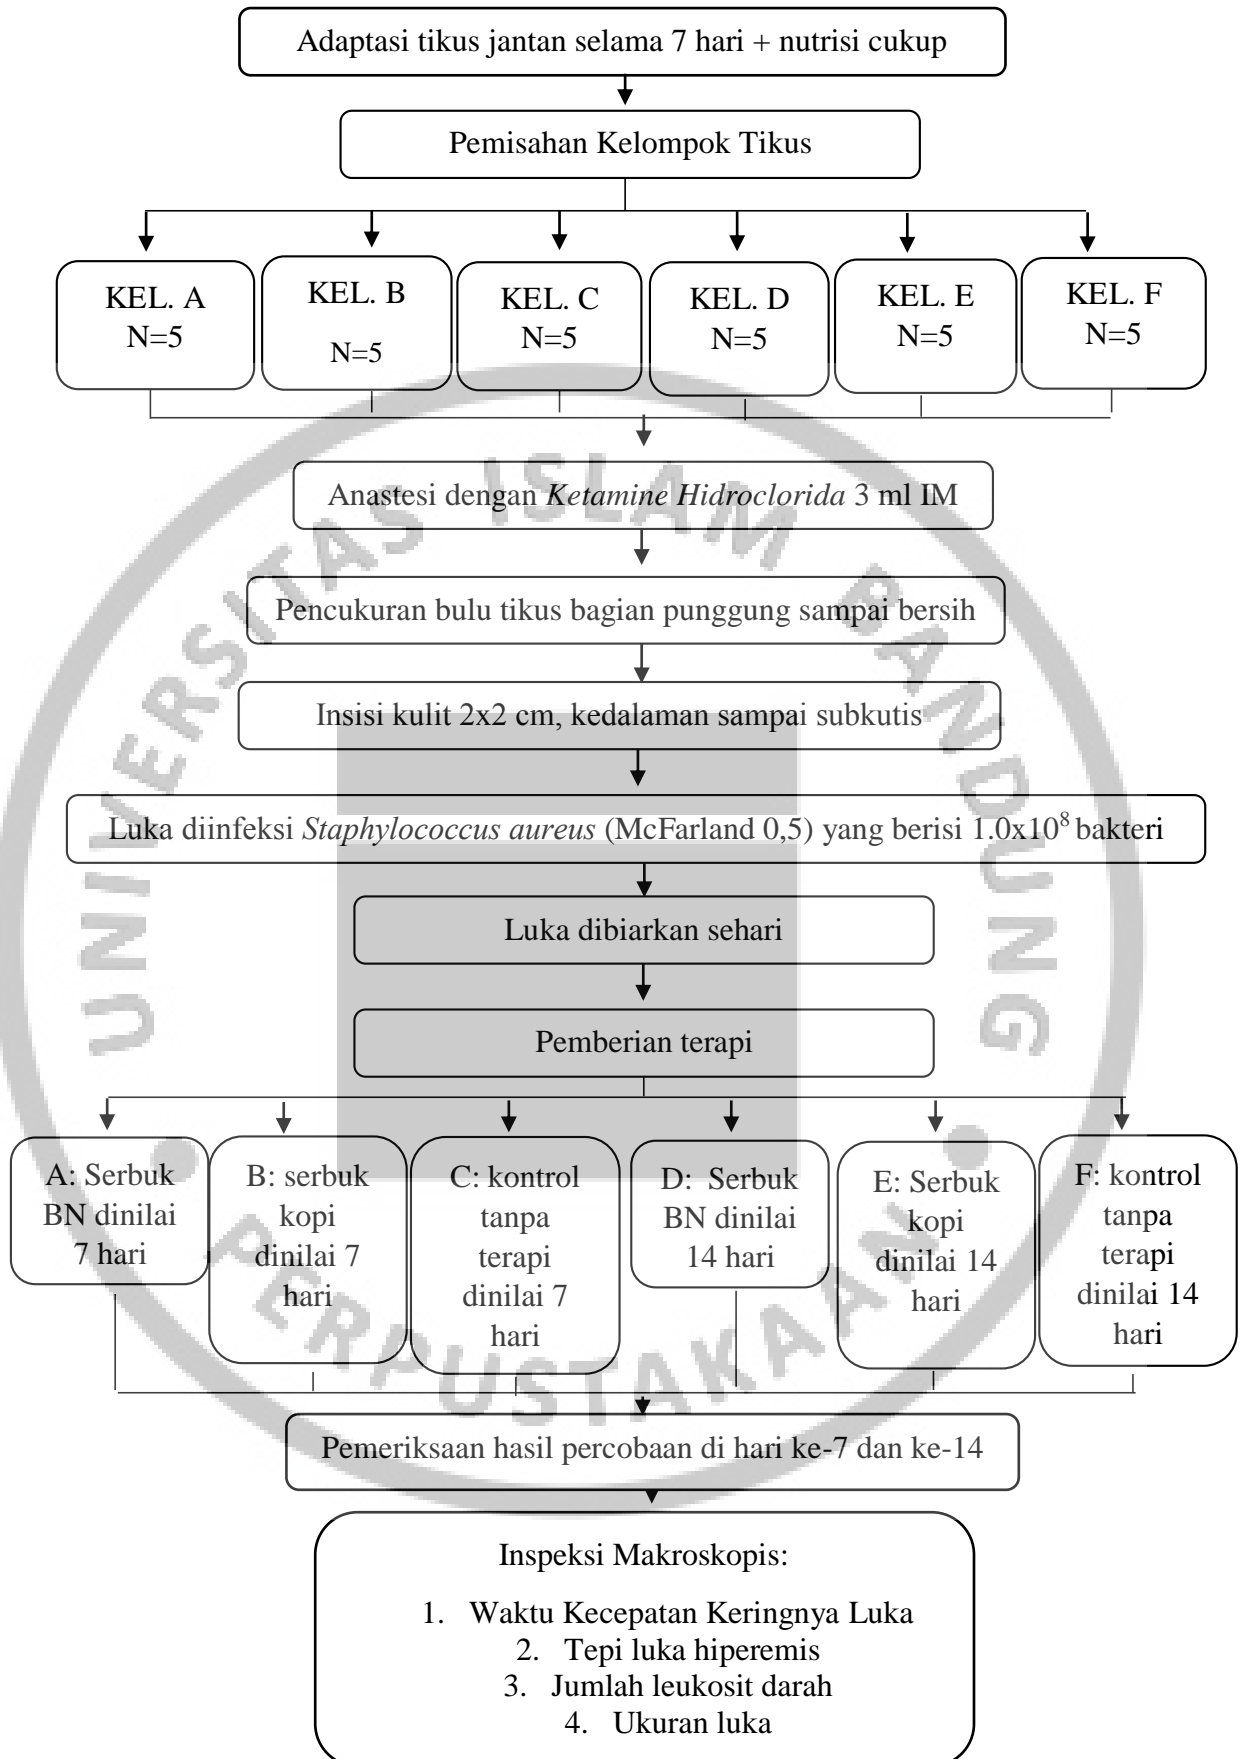 Adaptasi tikus jantan selama 7 hari + nutrisi cukup
Pemisahan Kelompok Tikus
KEL. A
N=5
KEL. B
N=5
KEL. C
N=5
KEL. D
N=5
KEL. E
N=5
KEL. F
N=5
Anastesi dengan Ketamine Hidroclorida 3 ml IM
Pencukuran bulu tikus bagian punggung sampai bersih
Insisi kulit 2x2 cm, kedalaman sampai subkutis
Luka diinfeksi Staphylococcus aureus (McFarland 0,5) yang berisi 1.0x10⁸ bakteri
Luka dibiarkan sehari
Pemberian terapi
A: Serbuk
BN dinilai
7 hari
B: serbuk
kopi
dinilai 7
hari
C: kontrol
tanpa
terapi
dinilai 7
hari
D: Serbuk
BN dinilai
14 hari
E: Serbuk
kopi
dinilai 14
hari
F: kontrol
tanpa
terapi
dinilai 14
hari
Pemeriksaan hasil percobaan di hari ke-7 dan ke-14
Inspeksi Makroskopis:
1. Waktu Kecepatan Keringnya Luka
2. Tepi luka hiperemis
3. Jumlah leukosit darah
4. Ukuran luka
UNIVERSITAS ISLAM BANDUNG
PERPUSTAKAAN